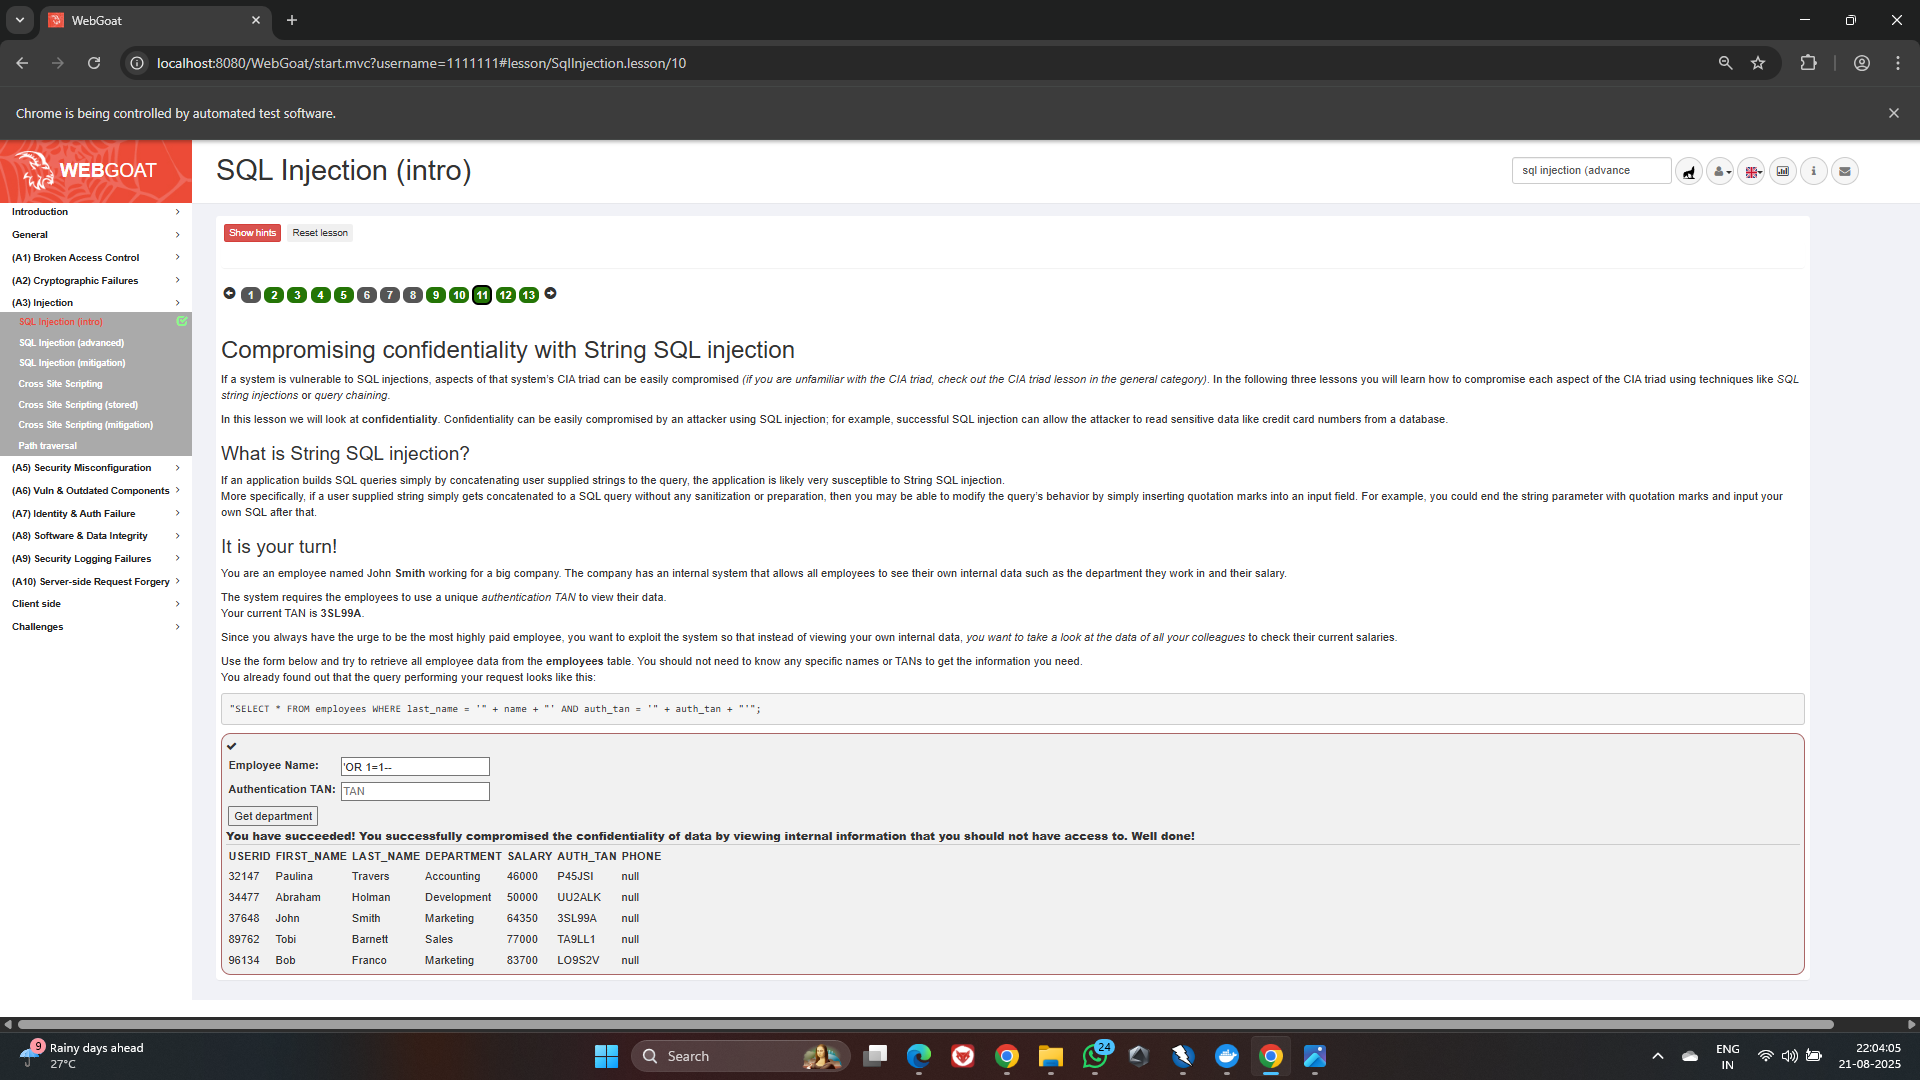 WebGoat
localhost:8080/WebGoat/start.mvc?username=1111111#lesson/SqlInjection.lesson/10
Chrome is being controlled by automated test software.
WEBGOAT
SQL Injection (intro)
sql injection (advance
Introduction
General
(A1) Broken Access Control
(A2) Cryptographic Failures
(A3) Injection
SQL Injection (intro)
SQL Injection (advanced)
SQL Injection (mitigation)
Cross Site Scripting
Cross Site Scripting (stored)
Cross Site Scripting (mitigation)
Path traversal
(A5) Security Misconfiguration
(A6) Vuln & Outdated Components
(A7) Identity & Auth Failure
(A8) Software & Data Integrity
(A9) Security Logging Failures
(A10) Server-side Request Forgery
Client side
Challenges
Show hints Reset lesson
1 2 3 4 5 6 7 8 9 10 11 12 13
Compromising confidentiality with String SQL injection
If a system is vulnerable to SQL injections, aspects of that system's CIA triad can be easily compromised (if you are unfamiliar with the CIA triad, check out the CIA triad lesson in the general category). In the following three lessons you will learn how to compromise each aspect of the CIA triad using techniques like SQL
string injections or query chaining.
In this lesson we will look at confidentiality. Confidentiality can be easily compromised by an attacker using SQL injection; for example, successful SQL injection can allow the attacker to read sensitive data like credit card numbers from a database.
What is String SQL injection?
If an application builds SQL queries simply by concatenating user supplied strings to the query, the application is likely very susceptible to String SQL injection.
More specifically, if a user supplied string simply gets concatenated to a SQL query without any sanitization or preparation, then you may be able to modify the query's behavior by simply inserting quotation marks into an input field. For example, you could end the string parameter with quotation marks and input your
own SQL after that.
It is your turn!
You are an employee named John Smith working for a big company. The company has an internal system that allows all employees to see their own internal data such as the department they work in and their salary.
The system requires the employees to use a unique authentication TAN to view their data.
Your current TAN is 3SL99A.
Since you always have the urge to be the most highly paid employee, you want to exploit the system so that instead of viewing your own internal data, you want to take a look at the data of all your colleagues to check their current salaries.
Use the form below and try to retrieve all employee data from the employees table. You should not need to know any specific names or TANs to get the information you need.
You already found out that the query performing your request looks like this:
"SELECT * FROM employees WHERE last_name = '" + name + "' AND auth_tan = '" + auth_tan + "'";
Employee Name: 'OR 1=1--
Authentication TAN: TAN
Get department
You have succeeded! You successfully compromised the confidentiality of data by viewing internal information that you should not have access to. Well done!
USERID FIRST_NAME LAST_NAME DEPARTMENT SALARY AUTH_TAN PHONE
32147 Paulina Travers Accounting 46000 P45JSI null
34477 Abraham Holman Development 50000 UU2ALK null
37648 John Smith Marketing 64350 3SL99A null
89762 Tobi Barnett Sales 77000 TA9LL1 null
96134 Bob Franco Marketing 83700 LO9S2V null
9 Rainy days ahead
27°C
Search
24
ENG
IN
22:04:05
21-08-2025